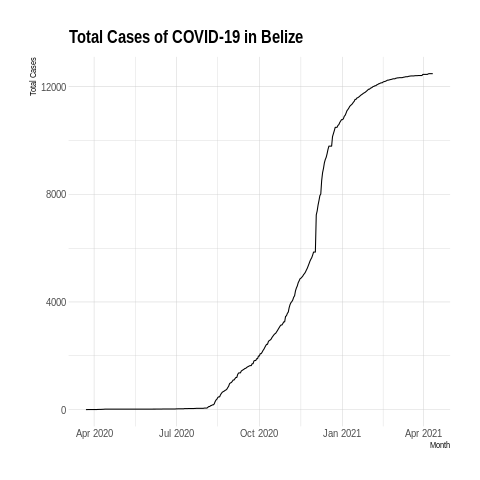 Total Cases of COVID-19 in Belize
Total Cases
12000
8000
4000
0
Apr 2020 Jul 2020 Oct 2020 Jan 2021 Apr 2021
Month